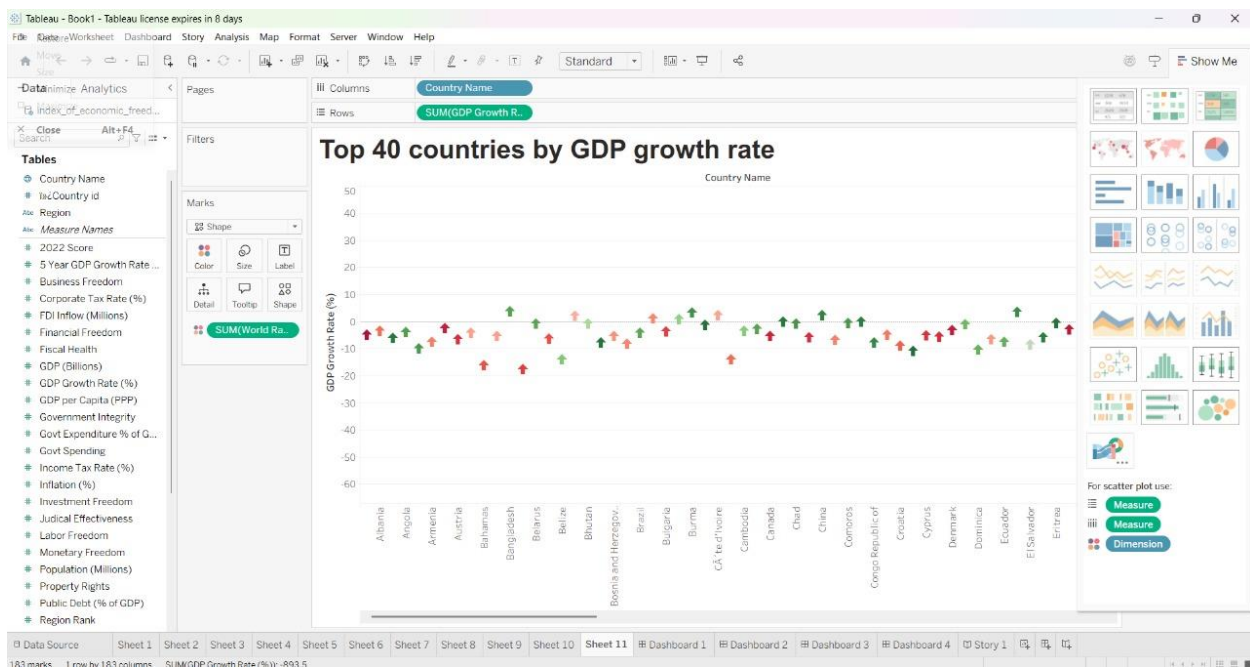 Tableau - Book1 - Tableau license expires in 8 days
File Data Worksheet Dashboard Story Analysis Map Format Server Window Help
Restore
Move
Size
Minimize
Close Alt+F4
Standard
Show Me
Data Analytics
Index_of_economic_freed...
Search
Tables
Country Name
ï»¿Country id
Abc Region
Abc Measure Names
# 2022 Score
# 5 Year GDP Growth Rate ...
# Business Freedom
# Corporate Tax Rate (%)
# FDI Inflow (Millions)
# Financial Freedom
# Fiscal Health
# GDP (Billions)
# GDP Growth Rate (%)
# GDP per Capita (PPP)
# Government Integrity
# Govt Expenditure % of G...
# Govt Spending
# Income Tax Rate (%)
# Inflation (%)
# Investment Freedom
# Judical Effectiveness
# Labor Freedom
# Monetary Freedom
# Population (Millions)
# Property Rights
# Public Debt (% of GDP)
# Region Rank
Pages
Filters
Marks
Shape
Color Size Label
Detail Tooltip Shape
SUM(World Ra..
Columns Country Name
Rows SUM(GDP Growth R..
Top 40 countries by GDP growth rate
Country Name
GDP Growth Rate (%)
50
40
30
20
10
0
-10
-20
-30
-40
-50
-60
Albania
Angola
Armenia
Austria
Bahamas
Bangladesh
Belarus
Belize
Bhutan
Bosnia and Herzegov..
Brazil
Bulgaria
Burma
CÃ´te d'Ivoire
Cambodia
Canada
Chad
China
Comoros
Congo Republic of
Croatia
Cyprus
Denmark
Dominica
Ecuador
El Salvador
Eritrea
For scatter plot use:
Measure
Measure
Dimension
Data Source Sheet 1 Sheet 2 Sheet 3 Sheet 4 Sheet 5 Sheet 6 Sheet 7 Sheet 8 Sheet 9 Sheet 10 Sheet 11 Dashboard 1 Dashboard 2 Dashboard 3 Dashboard 4 Story 1
183 marks 1 row by 183 columns SUM(GDP Growth Rate (%)): -893.5